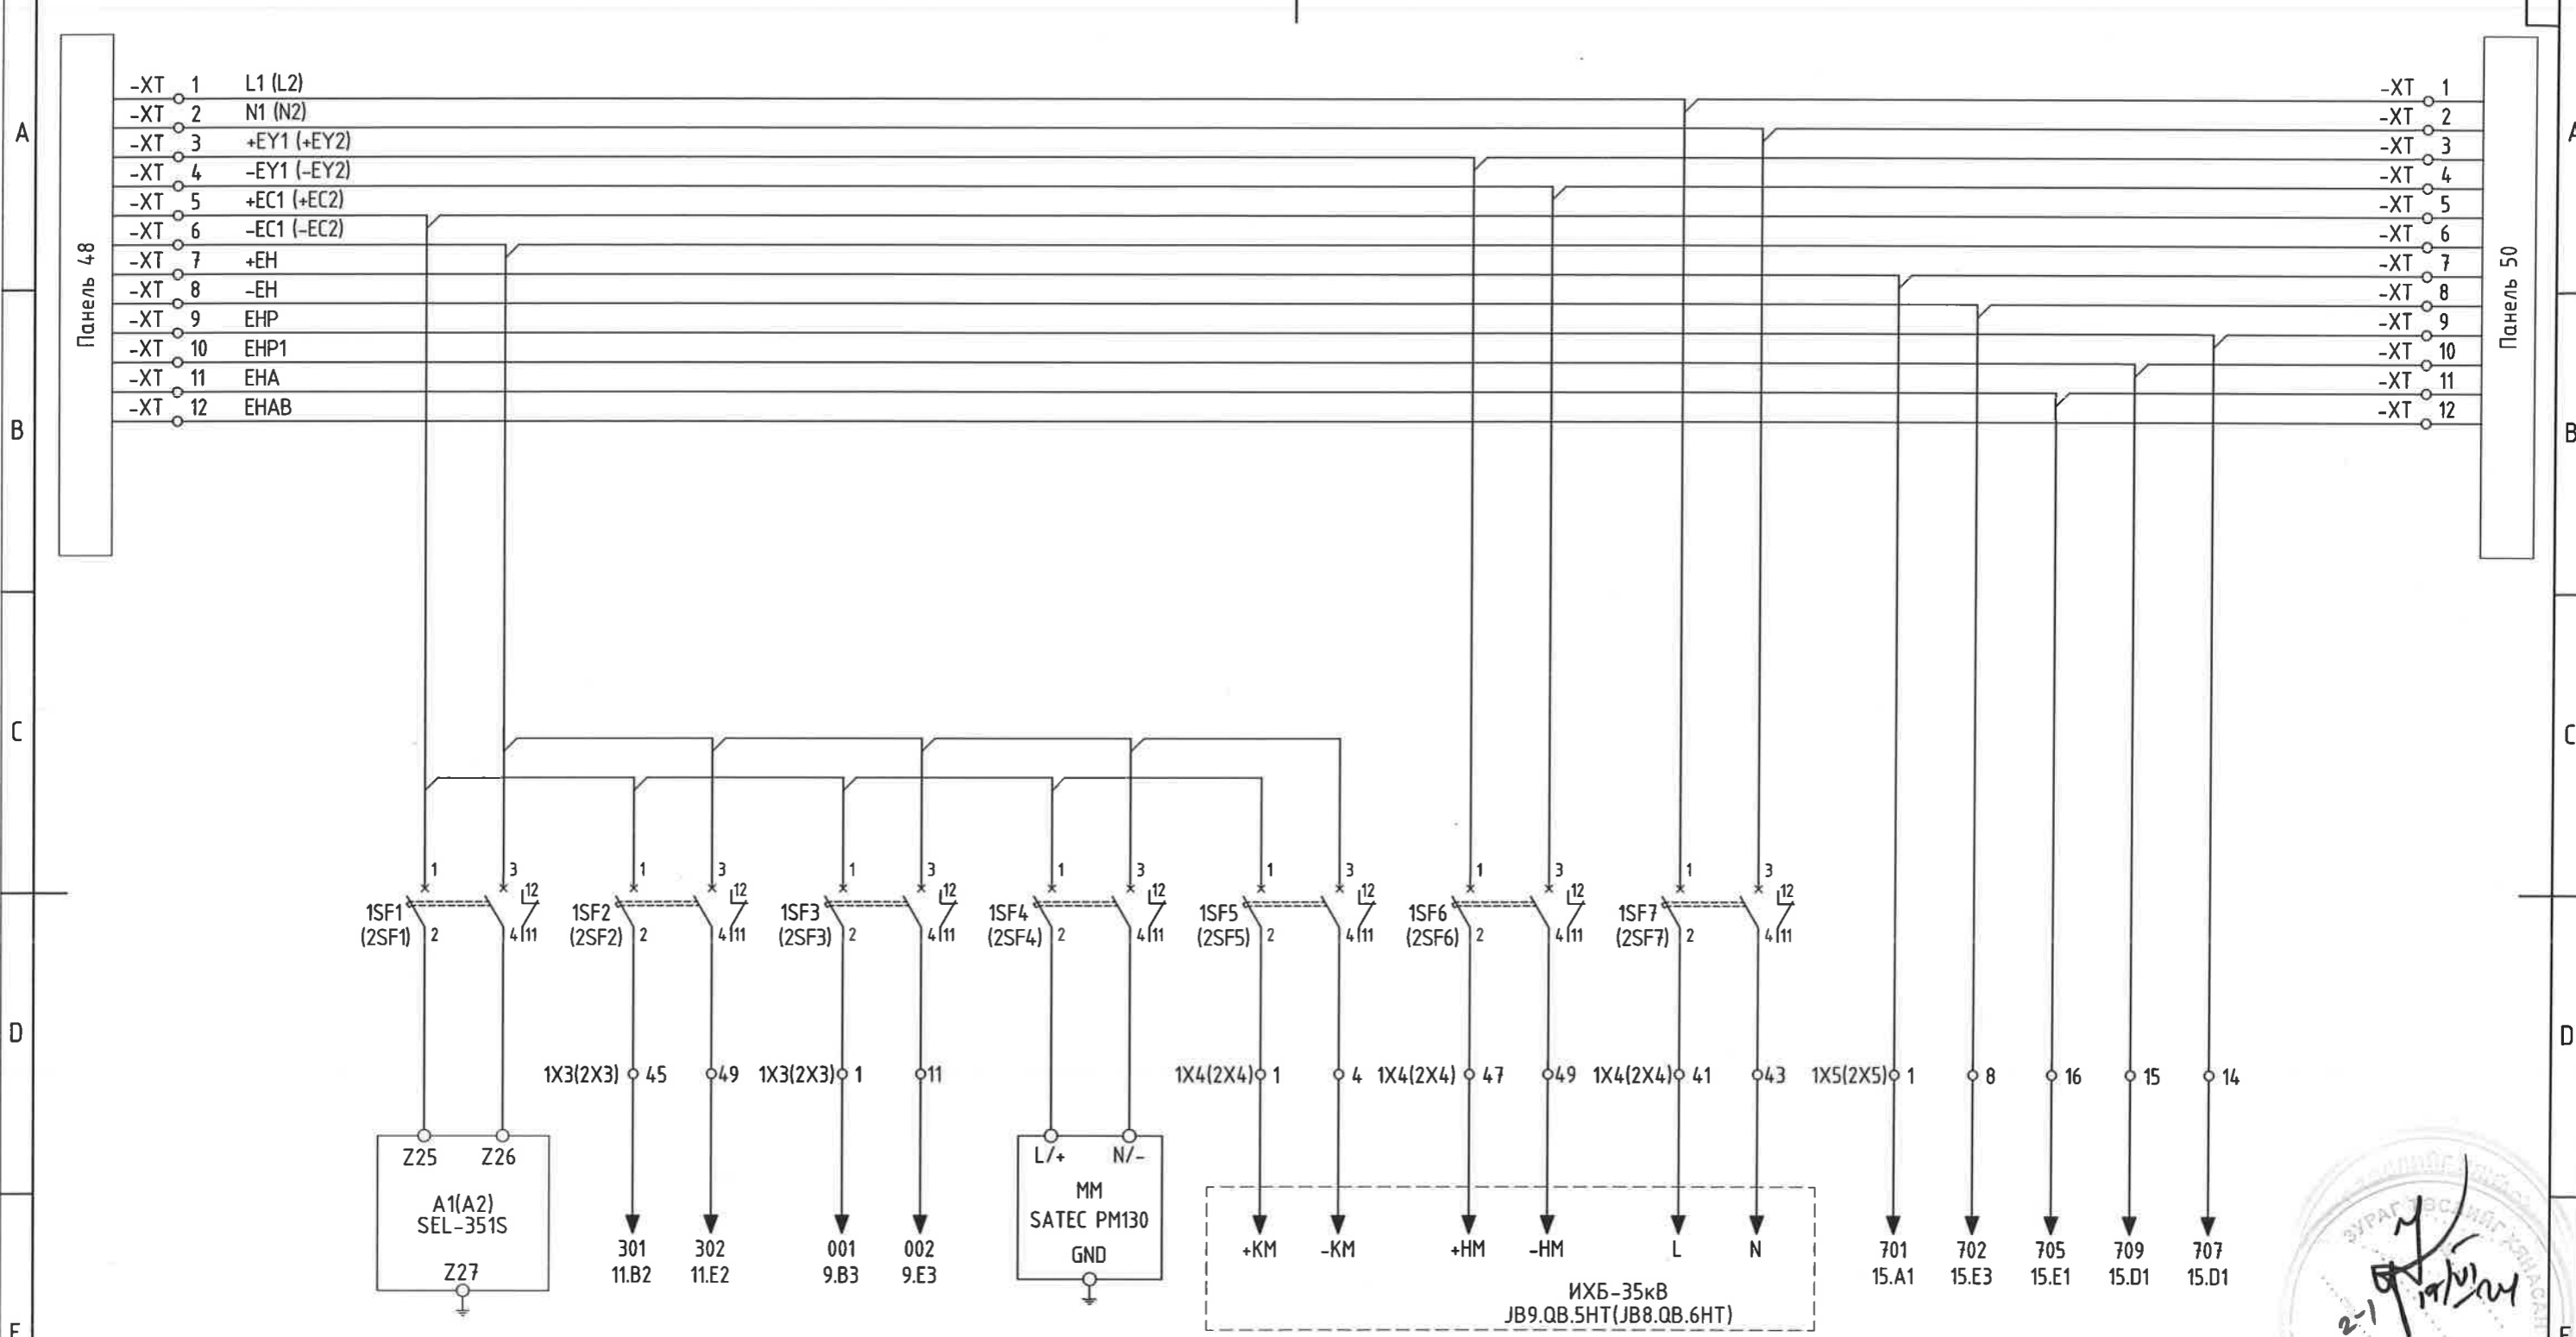 -XT 1 L1 (L2)
-XT 2 N1 (N2)
-XT 3 +EY1 (+EY2)
-XT 4 -EY1 (-EY2)
-XT 5 +EC1 (+EC2)
-XT 6 -EC1 (-EC2)
-XT 7 +EH
-XT 8 -EH
-XT 9 EHP
-XT 10 EHP1
-XT 11 EHA
-XT 12 EHAB
Панель 48
-XT 1
-XT 2
-XT 3
-XT 4
-XT 5
-XT 6
-XT 7
-XT 8
-XT 9
-XT 10
-XT 11
-XT 12
Панель 50
A
B
C
D
E
A
B
C
D
E
1 3 1 3 1 3 1 3 1 3 1 3 1 3
12 12 12 12 12 12 12
1SF1 1SF2 1SF3 1SF4 1SF5 1SF6 1SF7
(2SF1) 2 4 11 (2SF2) 2 4 11 (2SF3) 2 4 11 (2SF4) 2 4 11 (2SF5) 2 4 11 (2SF6) 2 4 11 (2SF7) 2 4 11
1X3(2X3) 45 49 1X3(2X3) 1 11 1X4(2X4) 1 4 1X4(2X4) 47 49 1X4(2X4) 41 43 1X5(2X5) 1 8 16 15 14
Z25 Z26
A1(A2)
SEL-351S
Z27
301 302 001 002
11.B2 11.E2 9.B3 9.E3
L/+ N/-
MM
SATEC PM130
GND
+KM -KM +HM -HM L N
ИХБ-35кВ
JB9.QB.5HT(JB8.QB.6HT)
701 702 705 709 707
15.A1 15.E3 15.E1 15.D1 15.D1
ЗУРАГ ТӨСЛИЙГ
2-1